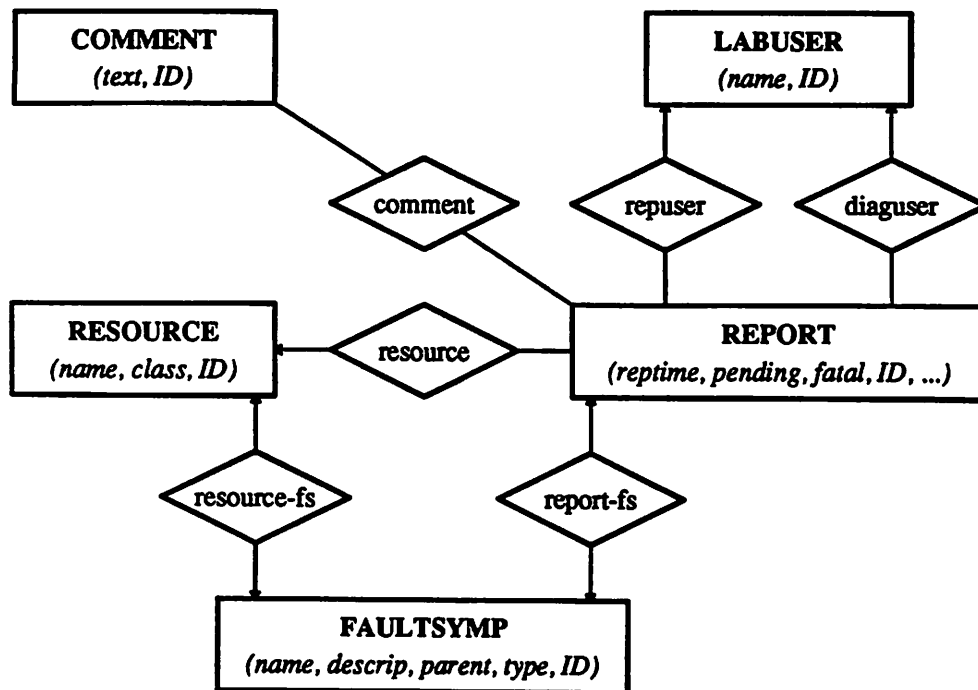 COMMENT
(text, ID)
LABUSER
(name, ID)
comment
repuser
diaguser
RESOURCE
(name, class, ID)
resource
REPORT
(reptime, pending, fatal, ID, ...)
resource-fs
report-fs
FAULTSYMP
(name, descrip, parent, type, ID)